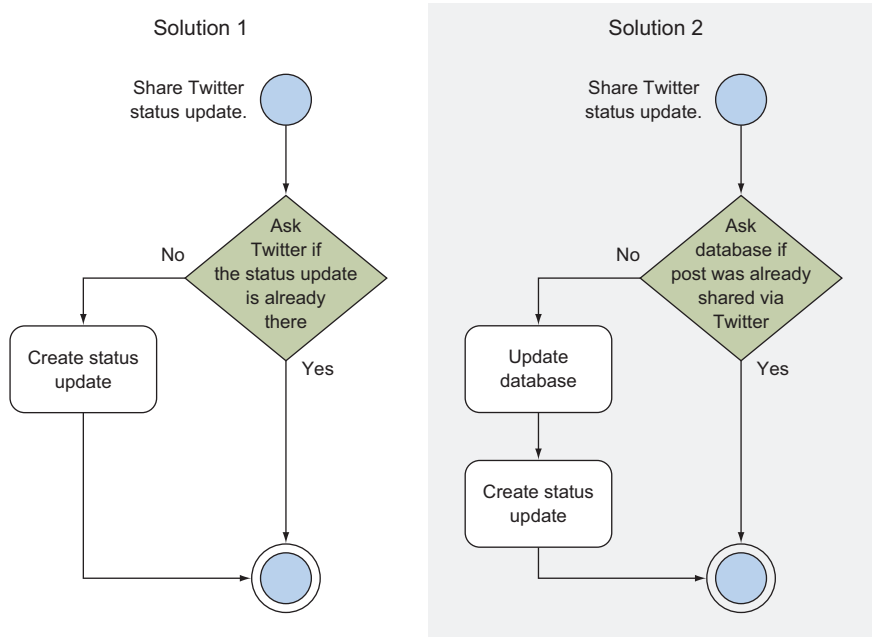 Solution 1
Share Twitter
status update.
Ask
Twitter if
the status update
is already
there
No
Yes
Create status
update
Solution 2
Share Twitter
status update.
Ask
database if
post was already
shared via
Twitter
No
Yes
Update
database
Create status
update